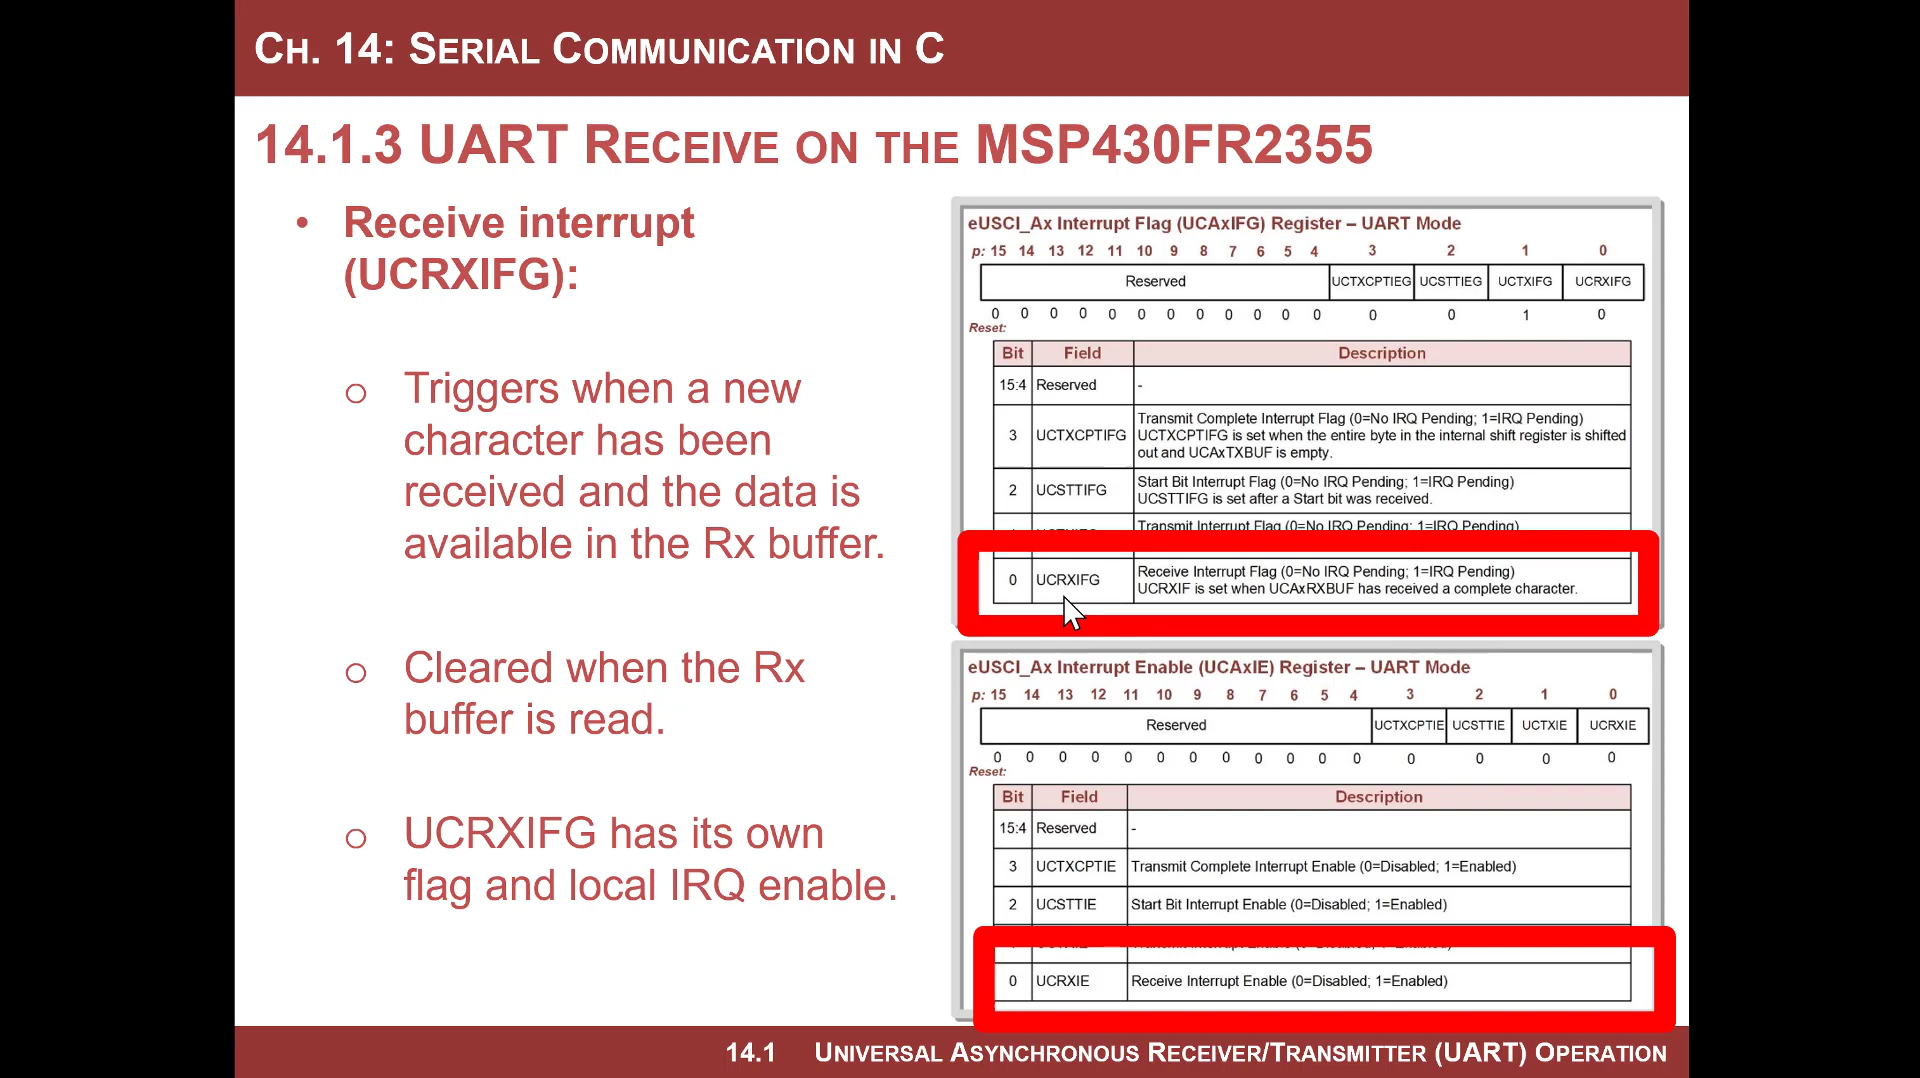 CH. 14: SERIAL COMMUNICATION IN C
14.1.3 UART RECEIVE ON THE MSP430FR2355
• Receive interrupt
(UCRXIFG):
o Triggers when a new
character has been
received and the data is
available in the Rx buffer.
o Cleared when the Rx
buffer is read.
o UCRXIFG has its own
flag and local IRQ enable.
eUSCI_Ax Interrupt Flag (UCAxIFG) Register – UART Mode
p: 15 14 13 12 11 10 9 8 7 6 5 4 3 2 1 0
Reserved UCTXCPTIEG UCSTTIEG UCTXIFG UCRXIFG
0 0 0 0 0 0 0 0 0 0 0 0 0 0 1 0
Reset:
Bit Field Description
15:4 Reserved -
3 UCTXCPTIFG Transmit Complete Interrupt Flag (0=No IRQ Pending; 1=IRQ Pending)
UCTXCPTIFG is set when the entire byte in the internal shift register is shifted
out and UCAxTXBUF is empty.
2 UCSTTIFG Start Bit Interrupt Flag (0=No IRQ Pending; 1=IRQ Pending)
UCSTTIFG is set after a Start bit was received.
Transmit Interrupt Flag (0=No IRQ Pending; 1=IRQ Pending)
0 UCRXIFG Receive Interrupt Flag (0=No IRQ Pending; 1=IRQ Pending)
UCRXIF is set when UCAxRXBUF has received a complete character.
eUSCI_Ax Interrupt Enable (UCAxIE) Register – UART Mode
p: 15 14 13 12 11 10 9 8 7 6 5 4 3 2 1 0
Reserved UCTXCPTIE UCSTTIE UCTXIE UCRXIE
0 0 0 0 0 0 0 0 0 0 0 0 0 0 0 0
Reset:
Bit Field Description
15:4 Reserved -
3 UCTXCPTIE Transmit Complete Interrupt Enable (0=Disabled; 1=Enabled)
2 UCSTTIE Start Bit Interrupt Enable (0=Disabled; 1=Enabled)
0 UCRXIE Receive Interrupt Enable (0=Disabled; 1=Enabled)
14.1 UNIVERSAL ASYNCHRONOUS RECEIVER/TRANSMITTER (UART) OPERATION